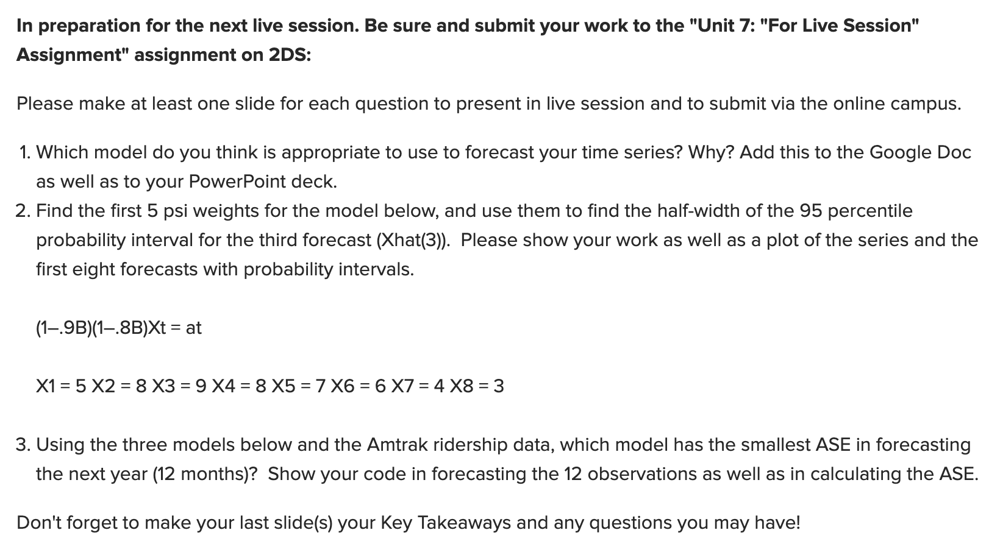 In preparation for the next live session. Be sure and submit your work to the "Unit 7: "For Live Session"
Assignment" assignment on 2DS:
Please make at least one slide for each question to present in live session and to submit via the online campus.
1. Which model do you think is appropriate to use to forecast your time series? Why? Add this to the Google Doc
as well as to your PowerPoint deck.
2. Find the first 5 psi weights for the model below, and use them to find the half-width of the 95 percentile
probability interval for the third forecast (Xhat(3)).  Please show your work as well as a plot of the series and the
first eight forecasts with probability intervals.
(1–.9B)(1–.8B)Xt = at
X1 = 5 X2 = 8 X3 = 9 X4 = 8 X5 = 7 X6 = 6 X7 = 4 X8 = 3
3. Using the three models below and the Amtrak ridership data, which model has the smallest ASE in forecasting
the next year (12 months)?  Show your code in forecasting the 12 observations as well as in calculating the ASE.
Don't forget to make your last slide(s) your Key Takeaways and any questions you may have!